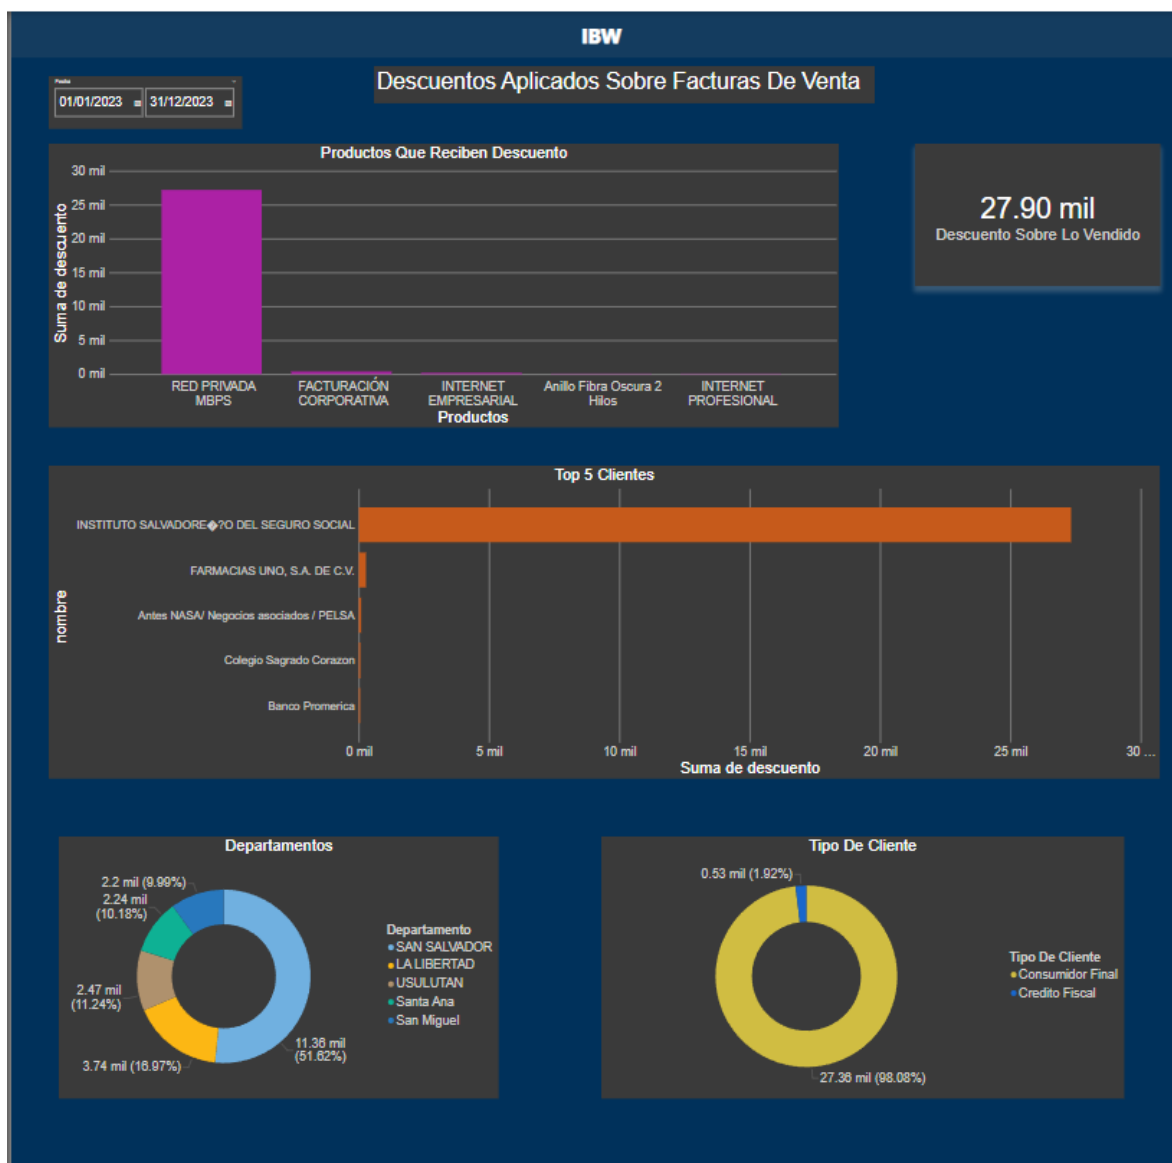 IBW
Descuentos Aplicados Sobre Facturas De Venta
Fecha
01/01/2023 31/12/2023
Productos Que Reciben Descuento
Suma de descuento
30 mil
25 mil
20 mil
15 mil
10 mil
5 mil
0 mil
RED PRIVADA
MBPS
FACTURACIÓN
CORPORATIVA
INTERNET
EMPRESARIAL
Anillo Fibra Oscura 2
Hilos
INTERNET
PROFESIONAL
Productos
27.90 mil
Descuento Sobre Lo Vendido
Top 5 Clientes
nombre
INSTITUTO SALVADORE�?O DEL SEGURO SOCIAL
FARMACIAS UNO, S.A. DE C.V.
Antes NASA/ Negocios asociados / PELSA
Colegio Sagrado Corazon
Banco Promerica
0 mil 5 mil 10 mil 15 mil 20 mil 25 mil 30 ...
Suma de descuento
Departamentos
2.2 mil (9.99%)
2.24 mil
(10.18%)
2.47 mil
(11.24%)
3.74 mil (16.97%)
11.36 mil
(51.62%)
Departamento
SAN SALVADOR
LA LIBERTAD
USULUTAN
Santa Ana
San Miguel
Tipo De Cliente
0.53 mil (1.92%)
27.36 mil (98.08%)
Tipo De Cliente
Consumidor Final
Credito Fiscal